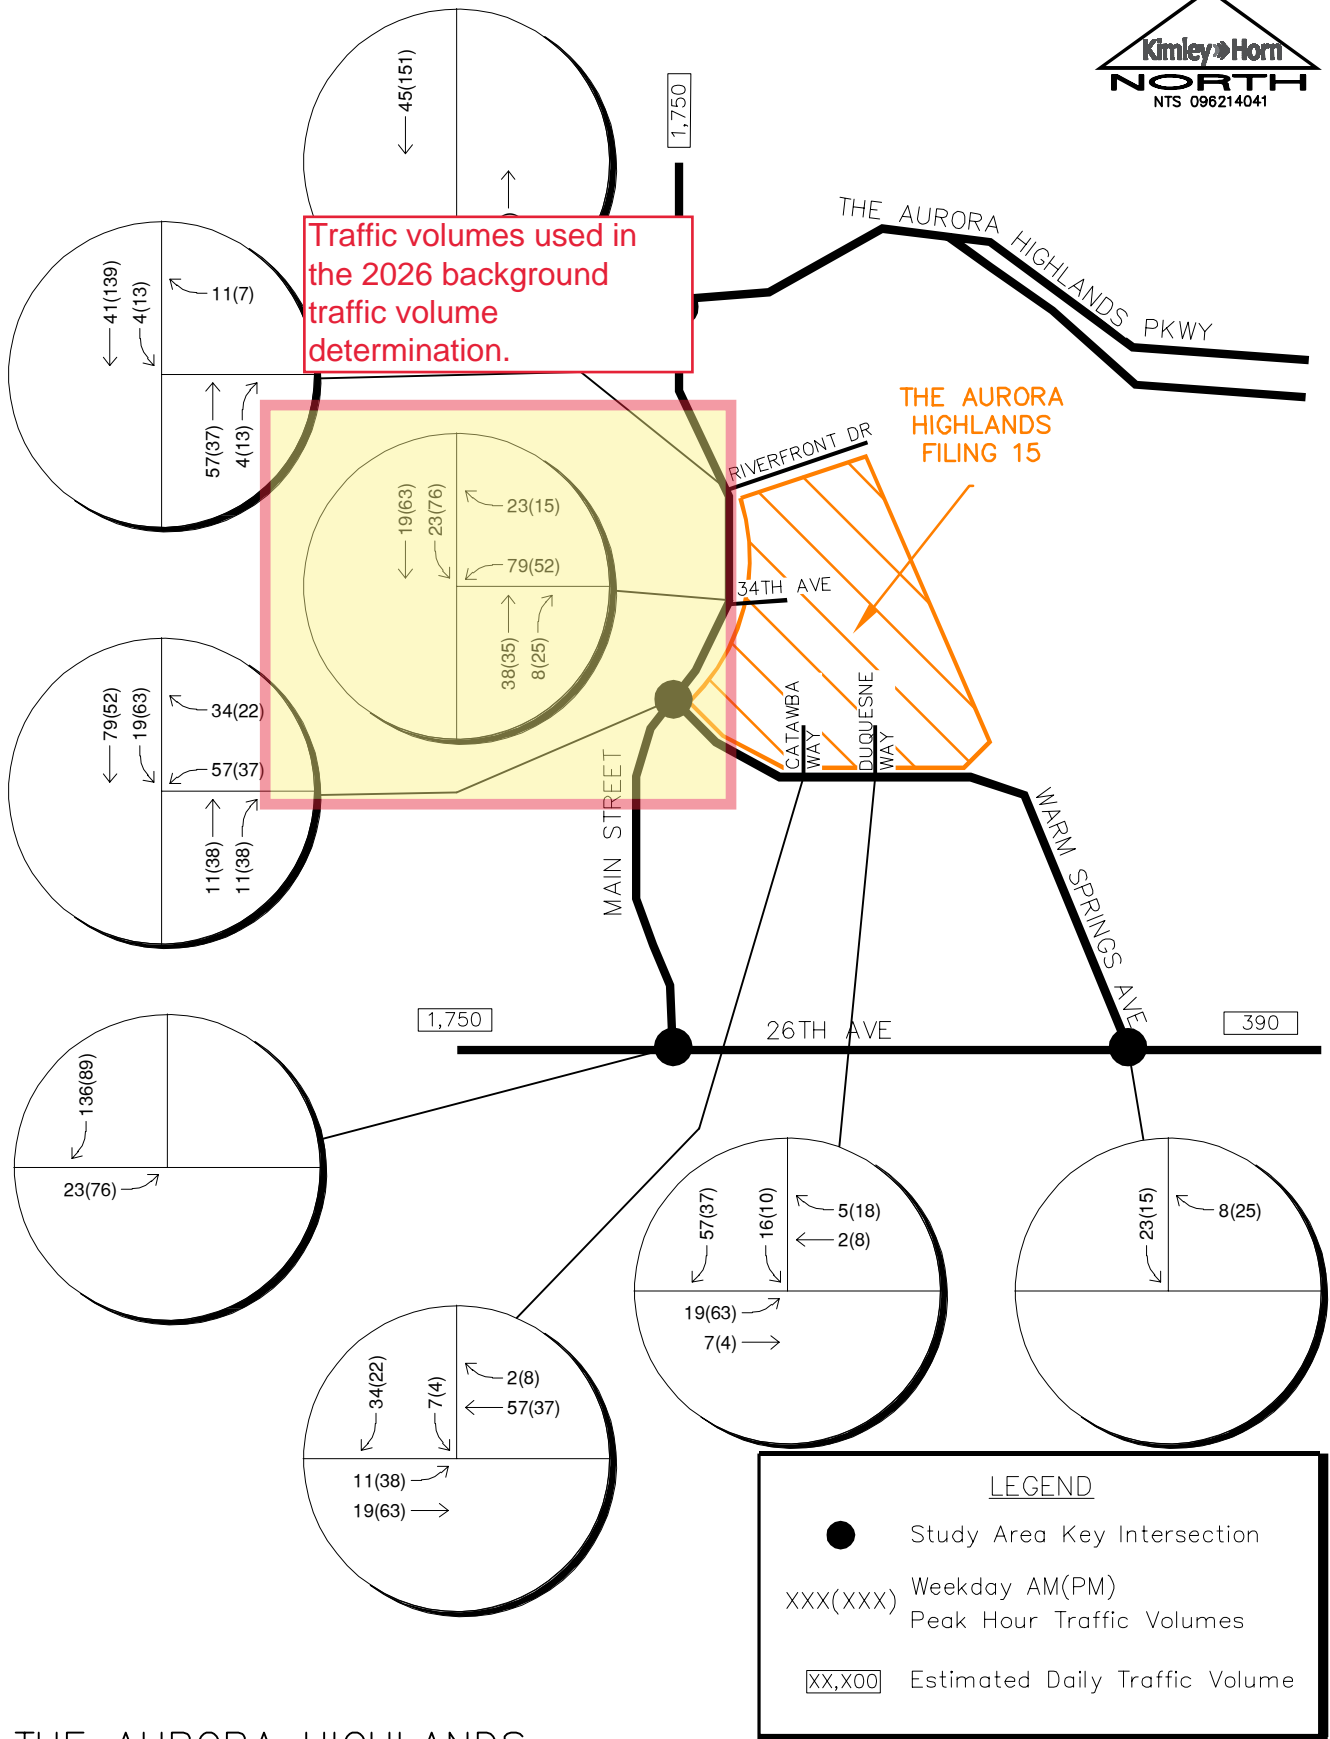 Kimley»Horn
NORTH
NTS 096214041
45(151)
1,750
Traffic volumes used in
the 2026 background
traffic volume
determination.
THE AURORA HIGHLANDS PKWY
41(139)
4(13)
11(7)
57(37)
4(13)
THE AURORA
HIGHLANDS
FILING 15
RIVERFRONT DR
19(63)
23(76)
23(15)
79(52)
38(35)
8(25)
34TH AVE
79(52)
19(63)
34(22)
57(37)
11(38)
11(38)
CATAWBA
WAY
DUQUESNE
WAY
MAIN STREET
WARM SPRINGS AVE
1,750
26TH AVE
390
136(89)
23(76)
57(37)
16(10)
5(18)
2(8)
19(63)
7(4)
23(15)
8(25)
34(22)
7(4)
2(8)
57(37)
11(38)
19(63)
LEGEND
Study Area Key Intersection
XXX(XXX) Weekday AM(PM)
Peak Hour Traffic Volumes
XX,X00 Estimated Daily Traffic Volume
THE AURORA HIGHLANDS